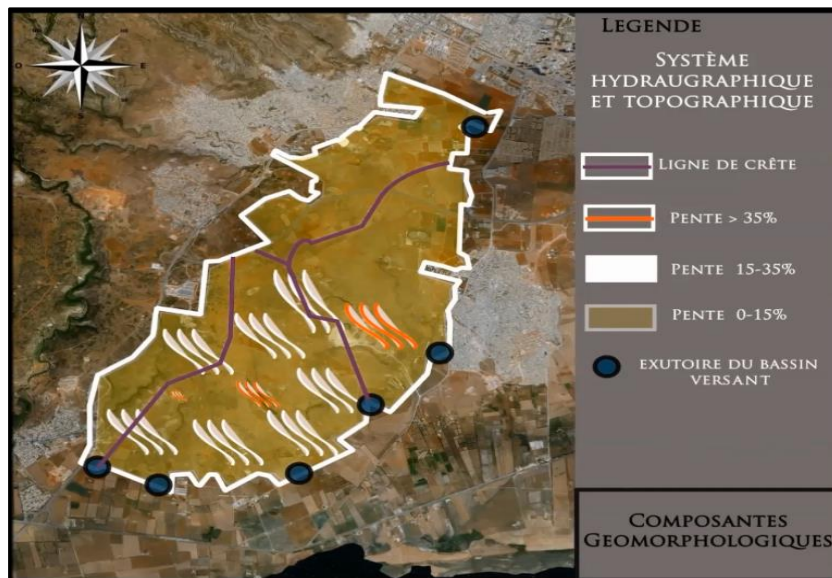 LEGENDE
SYSTÈME
HYDRAUGRAPHIQUE
ET TOPOGRAPHIQUE
LIGNE DE CRÊTE
PENTE > 35%
PENTE 15-35%
PENTE 0-15%
EXUTOIRE DU BASSIN
VERSANT
COMPOSANTES
GEOMORPHOLOGIQUES
N
O
E
S